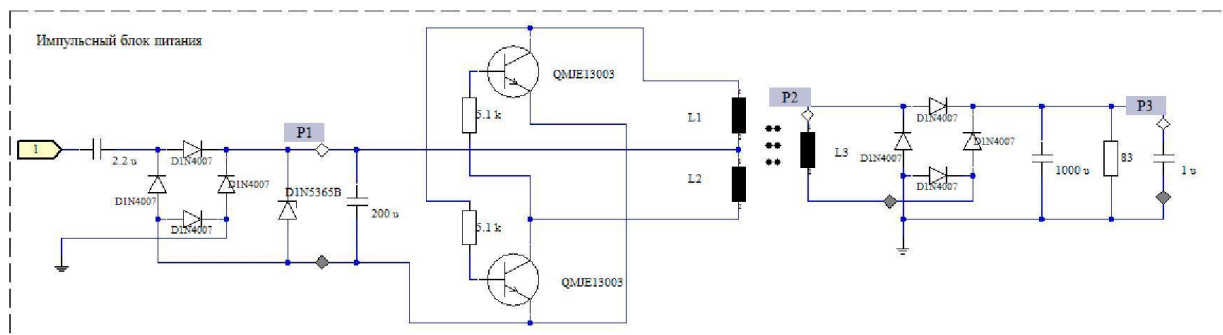 Импульсный блок питания
QMJE13003
P1
P2
P3
5.1 k
L1
1
2.2 u
D1N4007
D1N4007
D1N4007
D1N4007
D1N5365B
200 u
L2
L3
D1N4007
D1N4007
D1N4007
D1N4007
1000 u
83
1 u
5.1 k
QMJE13003